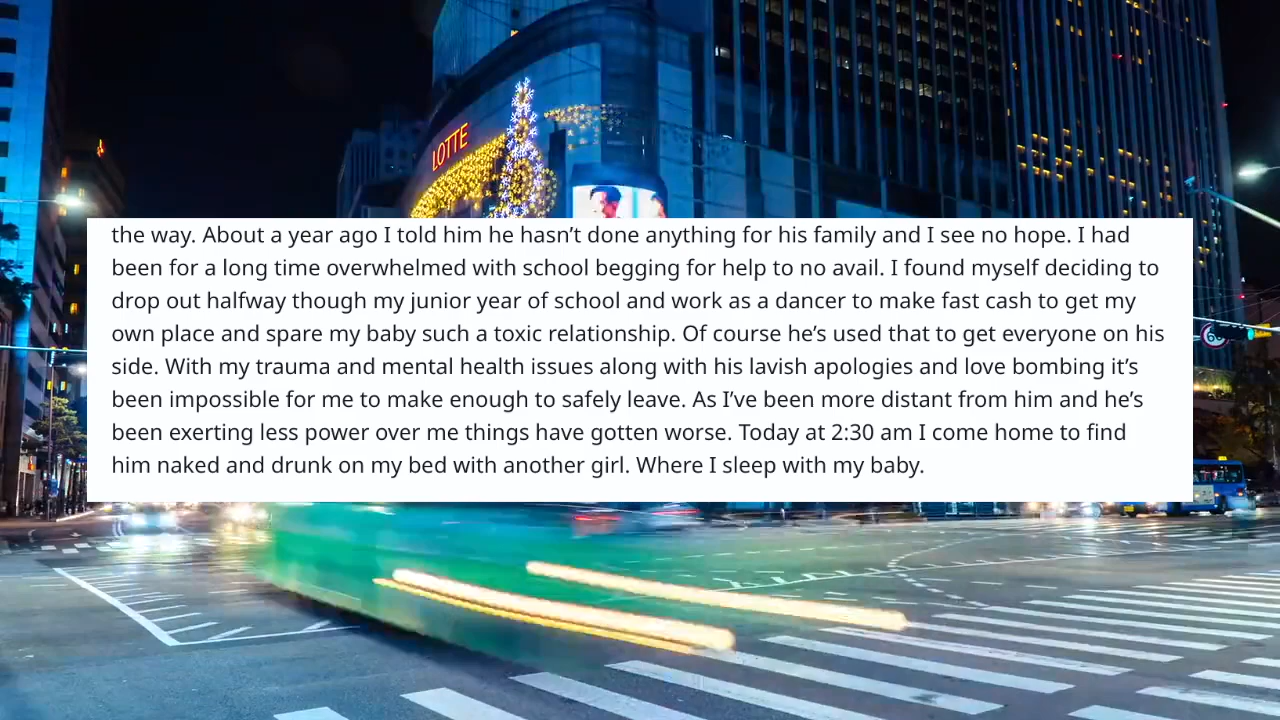 LOTTE
the way. About a year ago I told him he hasn’t done anything for his family and I see no hope. I had
been for a long time overwhelmed with school begging for help to no avail. I found myself deciding to
drop out halfway though my junior year of school and work as a dancer to make fast cash to get my
own place and spare my baby such a toxic relationship. Of course he’s used that to get everyone on his
side. With my trauma and mental health issues along with his lavish apologies and love bombing it’s
been impossible for me to make enough to safely leave. As I’ve been more distant from him and he’s
been exerting less power over me things have gotten worse. Today at 2:30 am I come home to find
him naked and drunk on my bed with another girl. Where I sleep with my baby.